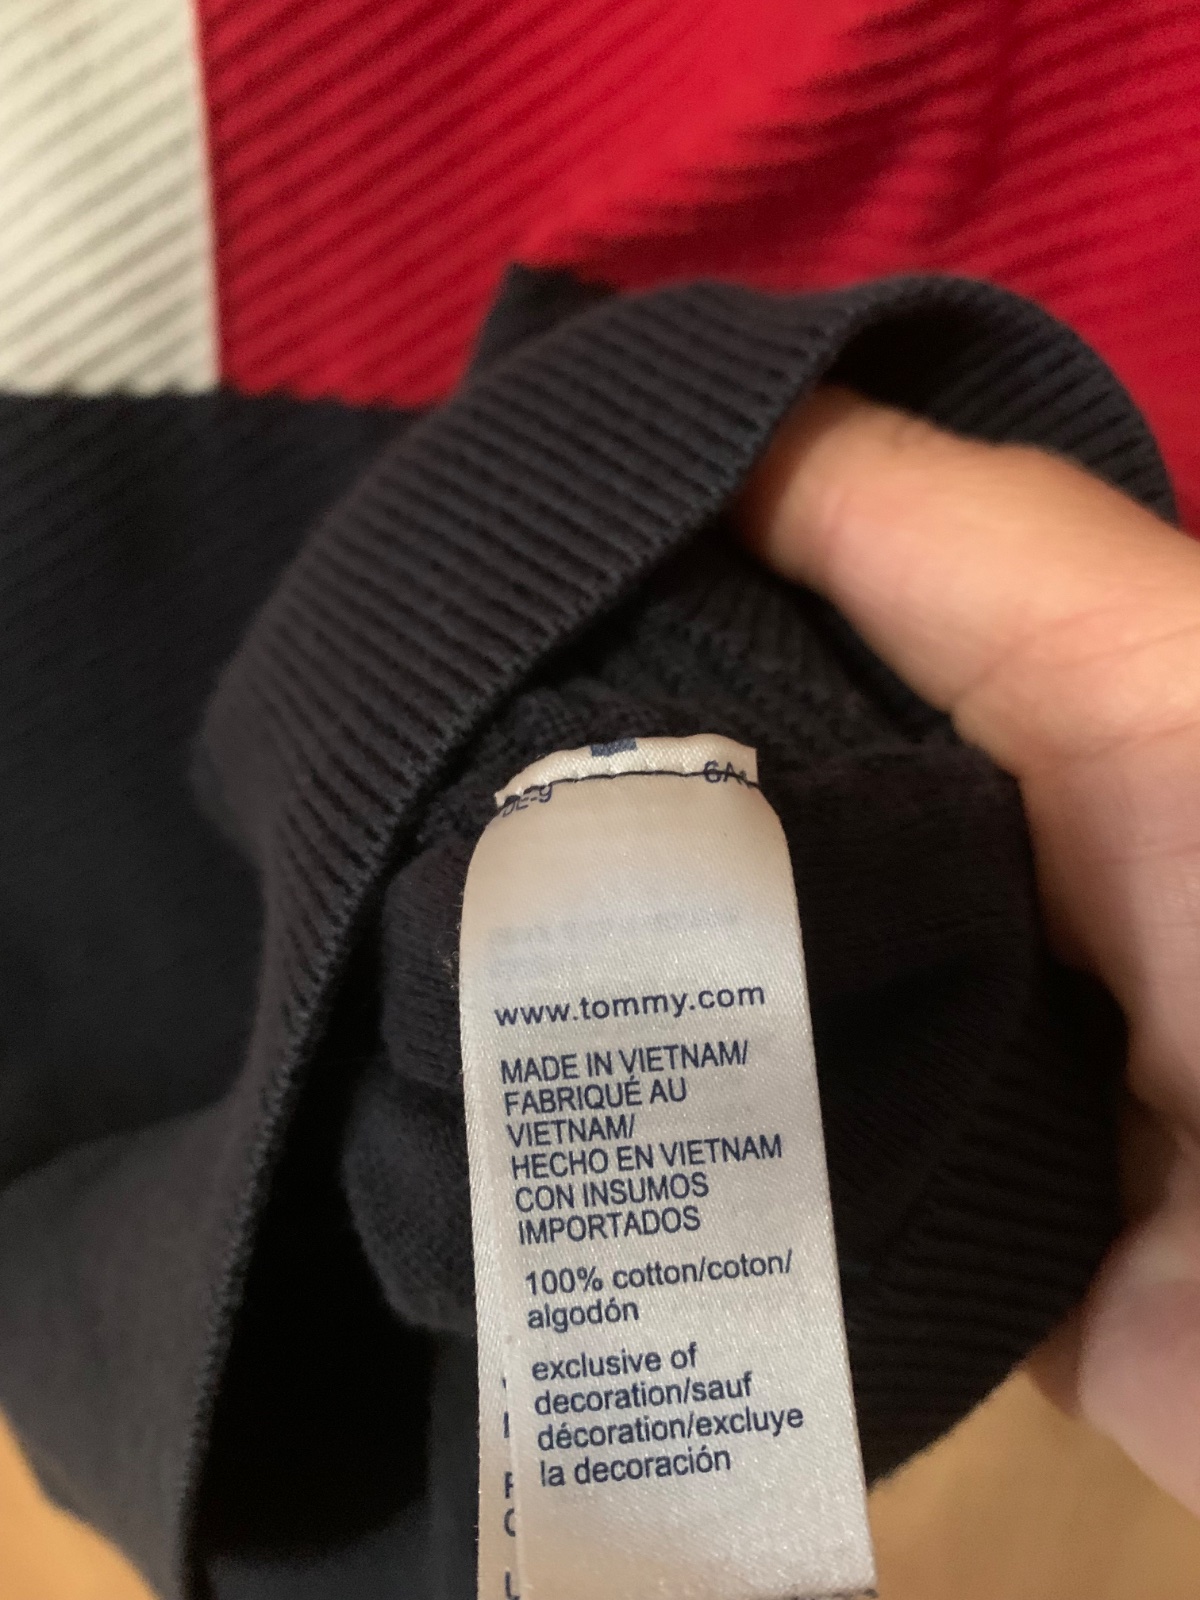 6A
www.tommy.com
MADE IN VIETNAM/
FABRIQUÉ AU
VIETNAM/
HECHO EN VIETNAM
CON INSUMOS
IMPORTADOS
100% cotton/coton/
algodón
exclusive of
decoration/sauf
décoration/excluye
la decoración